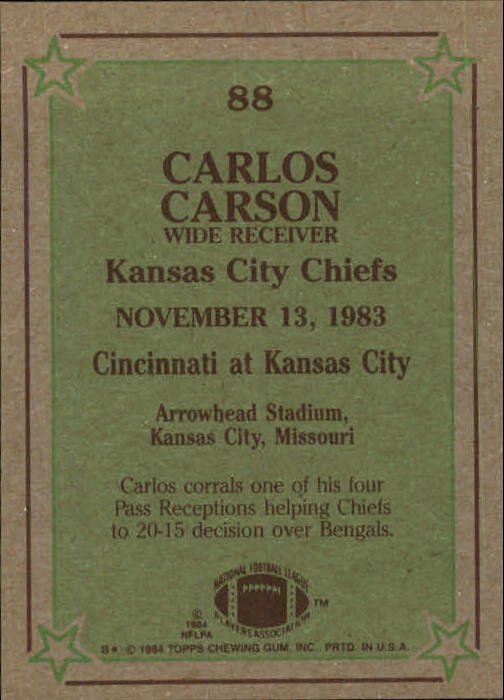 88
CARLOS
CARSON
WIDE RECEIVER
Kansas City Chiefs
NOVEMBER 13, 1983
Cincinnati at Kansas City
Arrowhead Stadium,
Kansas City, Missouri
Carlos corrals one of his four
Pass Receptions helping Chiefs
to 20-15 decision over Bengals.
NATIONAL FOOTBALL LEAGUE
PLAYERS ASSOCIATION
TM
©
1984
NFLPA
B* © 1984 TOPPS CHEWING GUM, INC. PRTD. IN U.S.A.